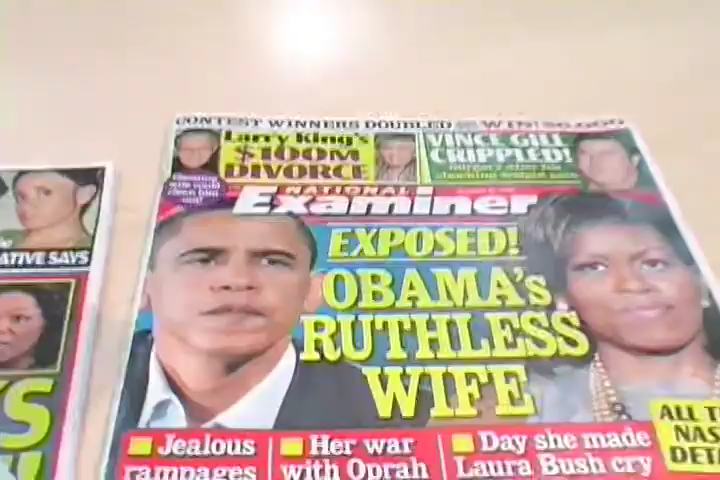 CONTEST WINNERS DOUBLED
Larry King's
$100M
DIVORCE
VINCE GILL
CRIPPLED!
NATIONAL
Examiner
EXPOSED!
OBAMA's
RUTHLESS
WIFE
ATIVE SAYS
S
ALL T
NAS
DETA
Jealous
rampages
Her war
with Oprah
Day she made
Laura Bush cry